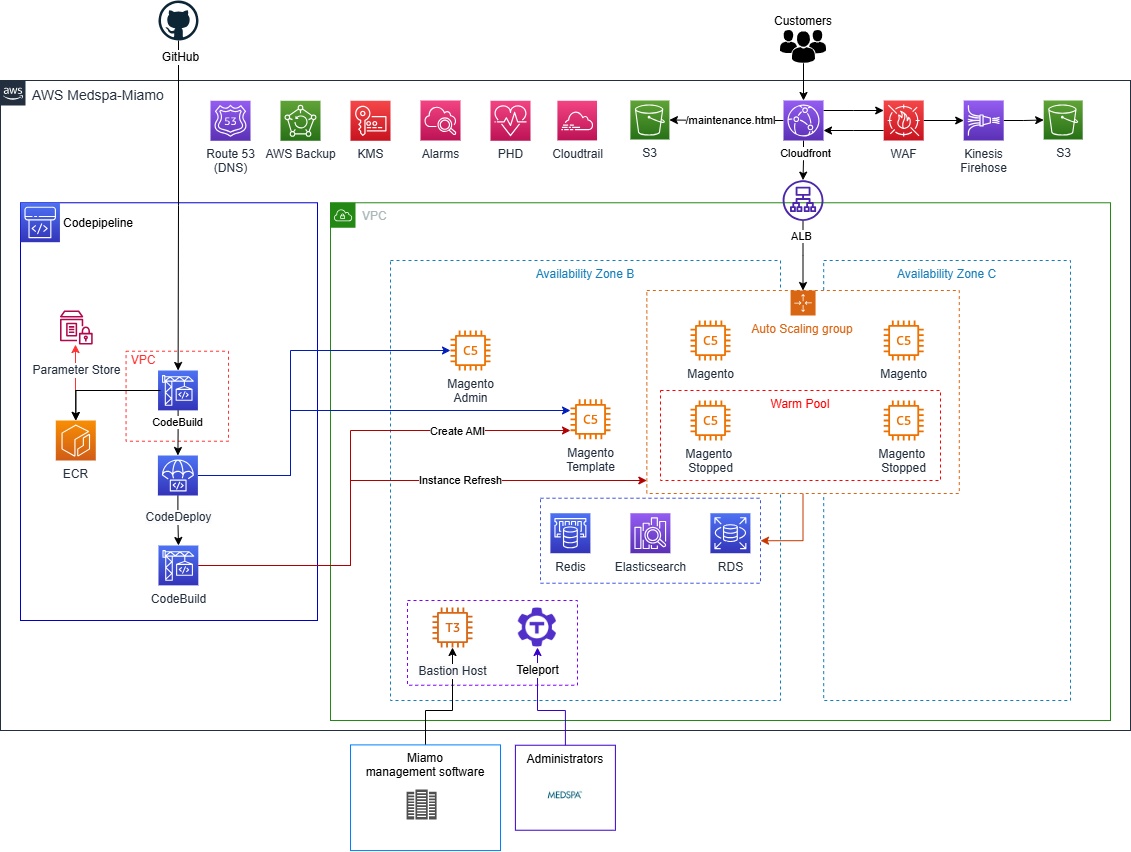 Customers
GitHub
aws
AWS Medspa-Miamo
53
Route 53
(DNS)
AWS Backup
KMS
Alarms
PHD
Cloudtrail
S3
/maintenance.html
Cloudfront
WAF
Kinesis
Firehose
S3
Codepipeline
VPC
ALB
Availability Zone B
Availability Zone C
Auto Scaling group
Parameter Store
VPC
CodeBuild
ECR
CodeDeploy
CodeBuild
C5
Magento
Admin
C5
Magento
Template
Create AMI
Instance Refresh
C5
Magento
C5
Magento
Warm Pool
C5
Magento
Stopped
C5
Magento
Stopped
Redis
Elasticsearch
RDS
T3
Bastion Host
T
Teleport
Miamo
management software
Administrators
MEDSPA